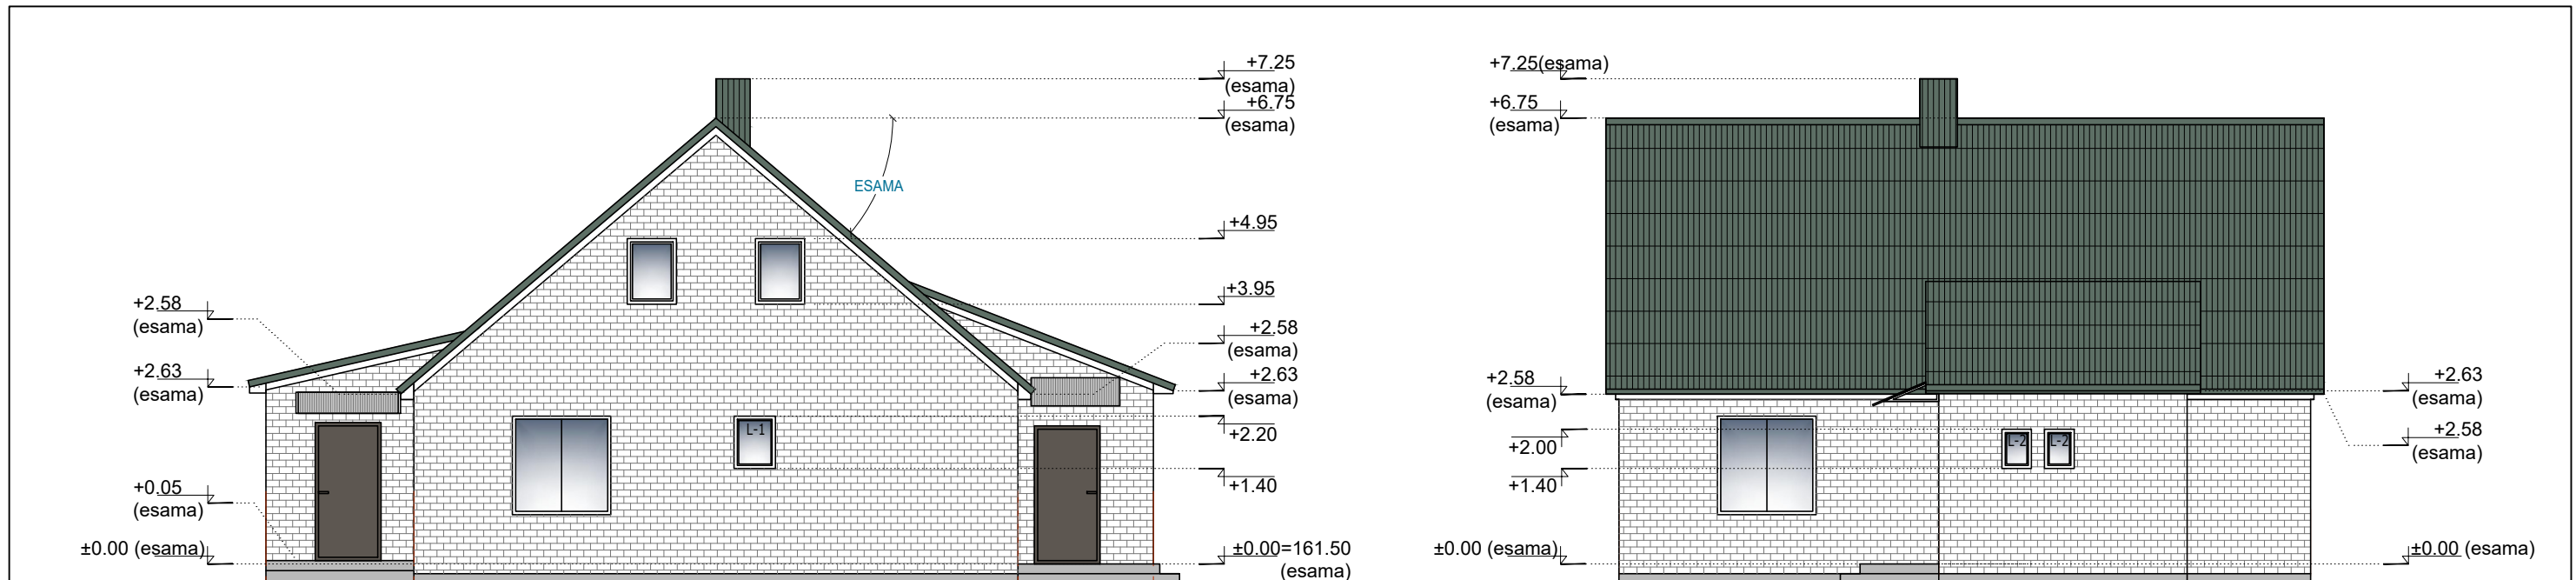 +7.25
(esama)
+6.75
(esama)
ESAMA
+4.95
+3.95
+2.58
(esama)
+2.63
(esama)
+2.58
(esama)
+2.63
(esama)
+2.20
L-1
+1.40
+0.05
(esama)
±0.00 (esama)
±0.00=161.50
(esama)
+7.25(esama)
+6.75
(esama)
+2.58
(esama)
+2.63
(esama)
+2.00
L-2 L-2
+2.58
(esama)
+1.40
±0.00 (esama)
±0.00 (esama)